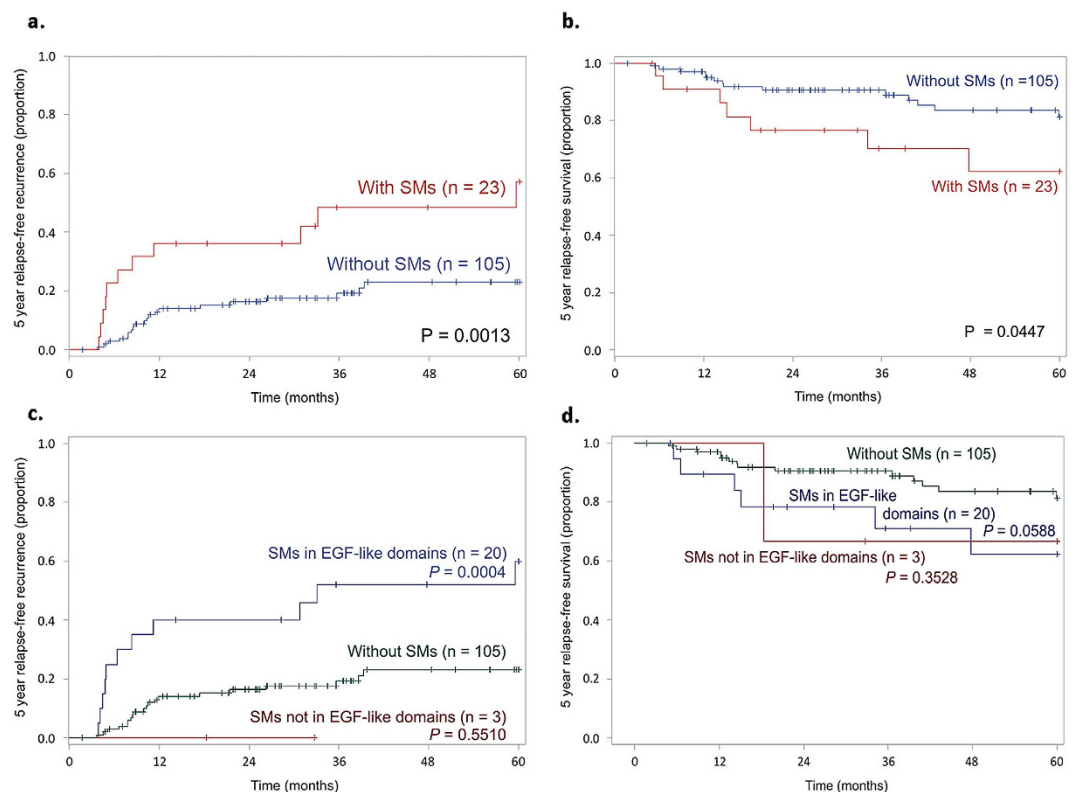 a.
5 year relapse-free recurrence (proportion)
1.0
0.8
0.6
0.4
0.2
0.0
With SMs (n = 23)
Without SMs (n = 105)
P = 0.0013
0 12 24 36 48 60
Time (months)
b.
5 year relapse-free survival (proportion)
1.0
0.8
0.6
0.4
0.2
0.0
Without SMs (n =105)
With SMs (n = 23)
P = 0.0447
0 12 24 36 48 60
Time (months)
c.
5 year relapse-free recurrence (proportion)
1.0
0.8
0.6
0.4
0.2
0.0
SMs in EGF-like domains (n = 20)
P = 0.0004
Without SMs (n = 105)
SMs not in EGF-like domains (n = 3)
P = 0.5510
0 12 24 36 48 60
Time (months)
d.
5 year relapse-free survival (proportion)
1.0
0.8
0.6
0.4
0.2
0.0
Without SMs (n = 105)
SMs in EGF-like
domains (n = 20)
P = 0.0588
SMs not in EGF-like domains (n = 3)
P = 0.3528
0 12 24 36 48 60
Time (months)